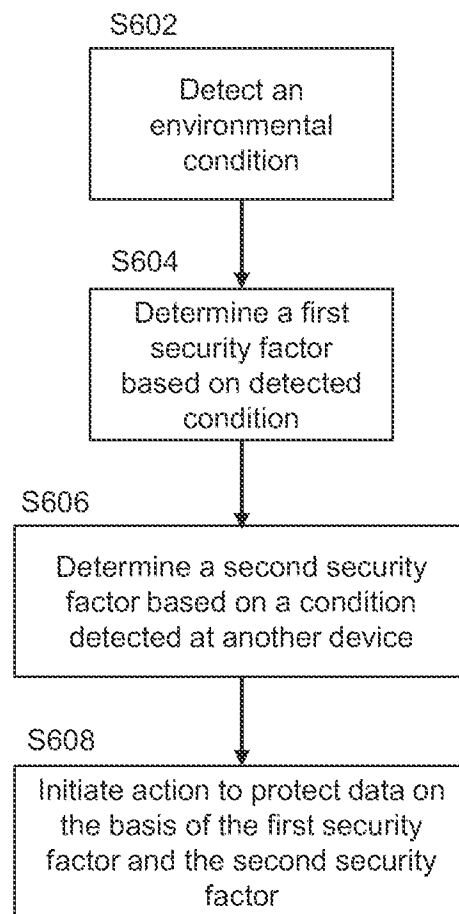 S602
Detect an
environmental
condition
S604
Determine a first
security factor
based on detected
condition
S606
Determine a second security
factor based on a condition
detected at another device
S608
Initiate action to protect data on
the basis of the first security
factor and the second security
factor